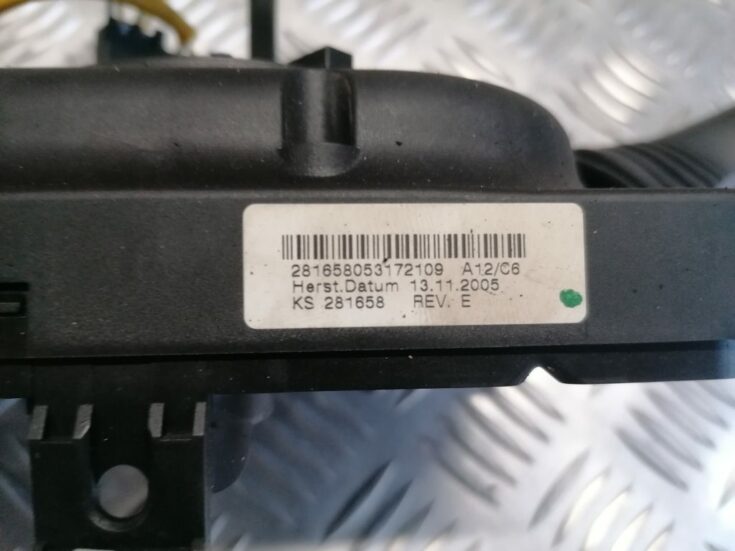 281658053172109 A12/C6
Herst.Datum 13.11.2005
KS 281658 REV. E